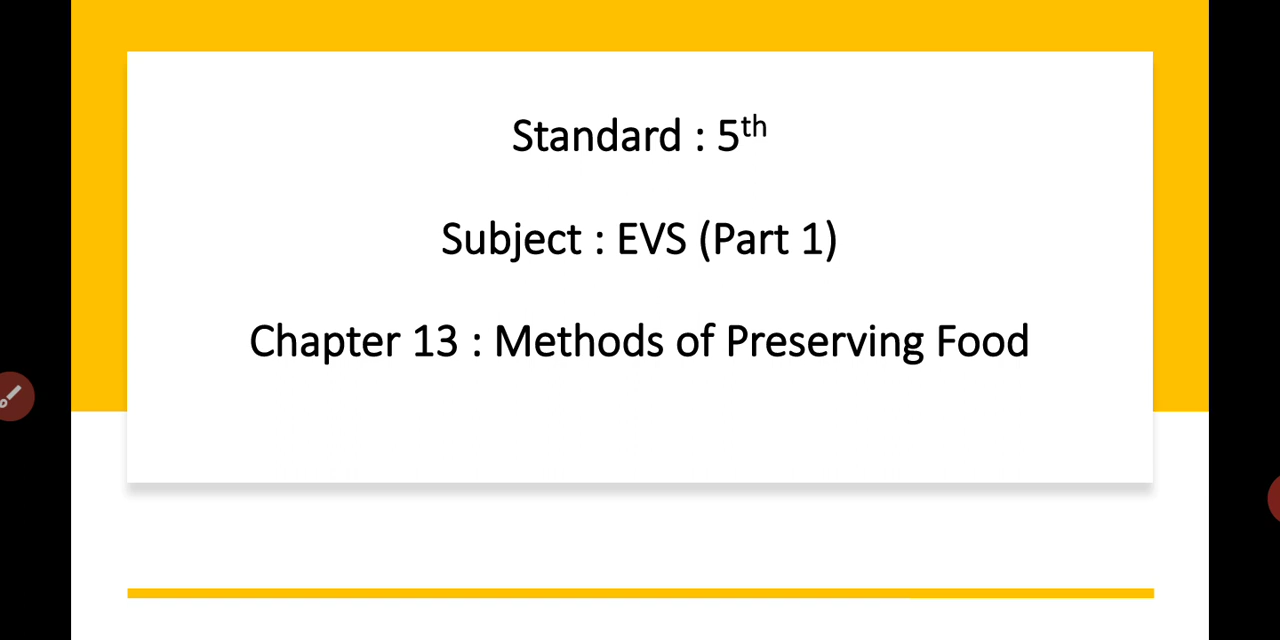 Standard : 5th
Subject : EVS (Part 1)
Chapter 13 : Methods of Preserving Food